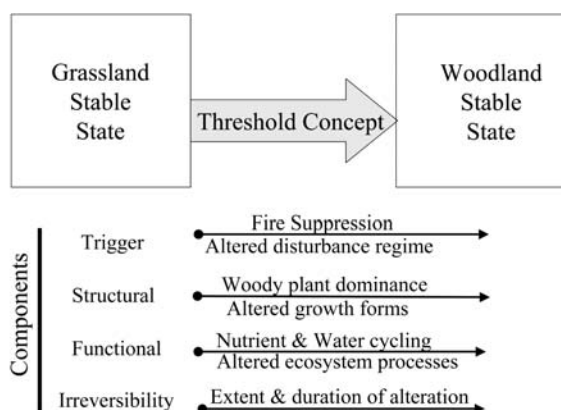 Grassland
Stable
State
Threshold Concept
Woodland
Stable
State
Components
Trigger
Fire Suppression
Altered disturbance regime
Structural
Woody plant dominance
Altered growth forms
Functional
Nutrient & Water cycling
Altered ecosystem processes
Irreversibility
Extent & duration of alteration